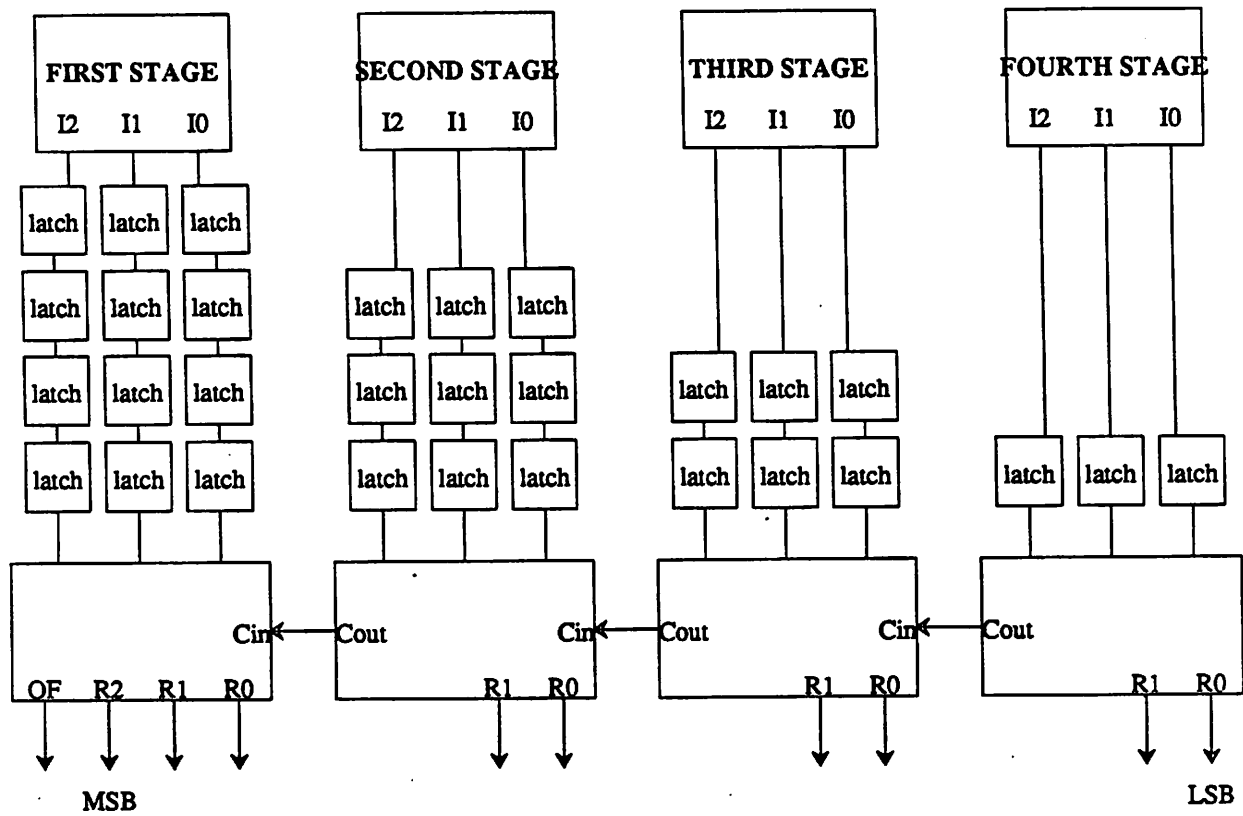 FIRST STAGE SECOND STAGE THIRD STAGE FOURTH STAGE
I2 I1 I0 I2 I1 I0 I2 I1 I0 I2 I1 I0
latch latch latch
latch latch latch latch latch latch
latch latch latch latch latch latch latch latch latch
latch latch latch latch latch latch latch latch latch latch latch latch
Cin Cout Cin Cout Cin Cout
OF R2 R1 R0 R1 R0 R1 R0 R1 R0
MSB LSB